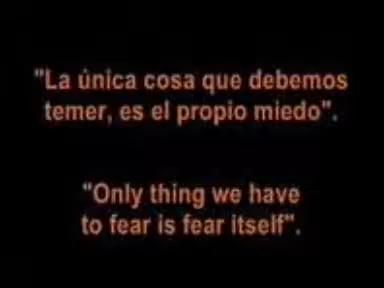 "La única cosa que debemos
temer, es el propio miedo".
"Only thing we have
to fear is fear itself".